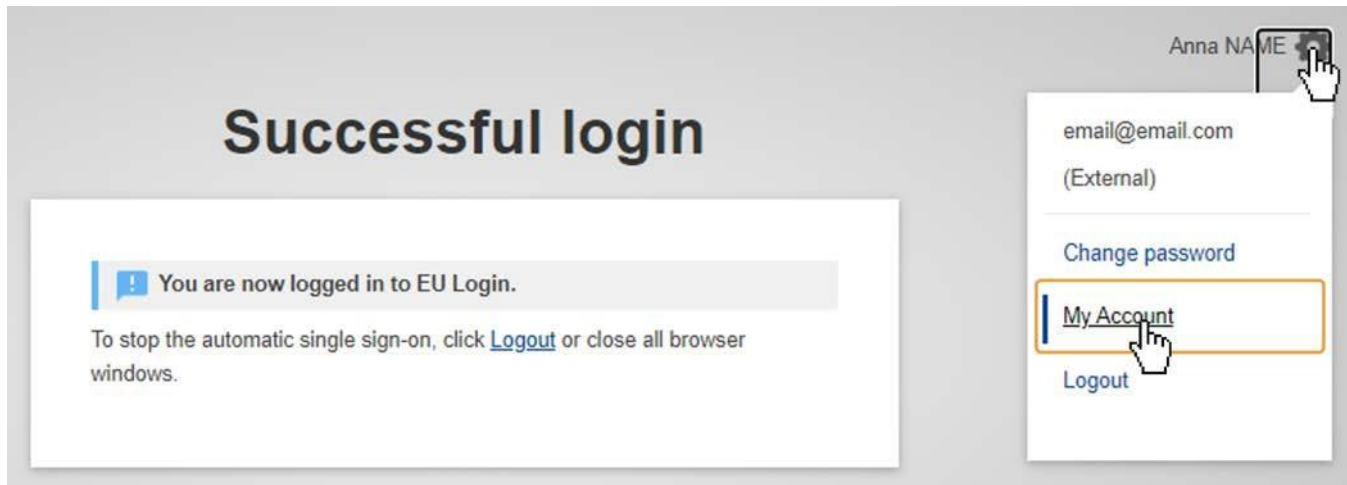 Anna NAME
Successful login
You are now logged in to EU Login.
To stop the automatic single sign-on, click Logout or close all browser
windows.
email@email.com
(External)
Change password
My Account
Logout